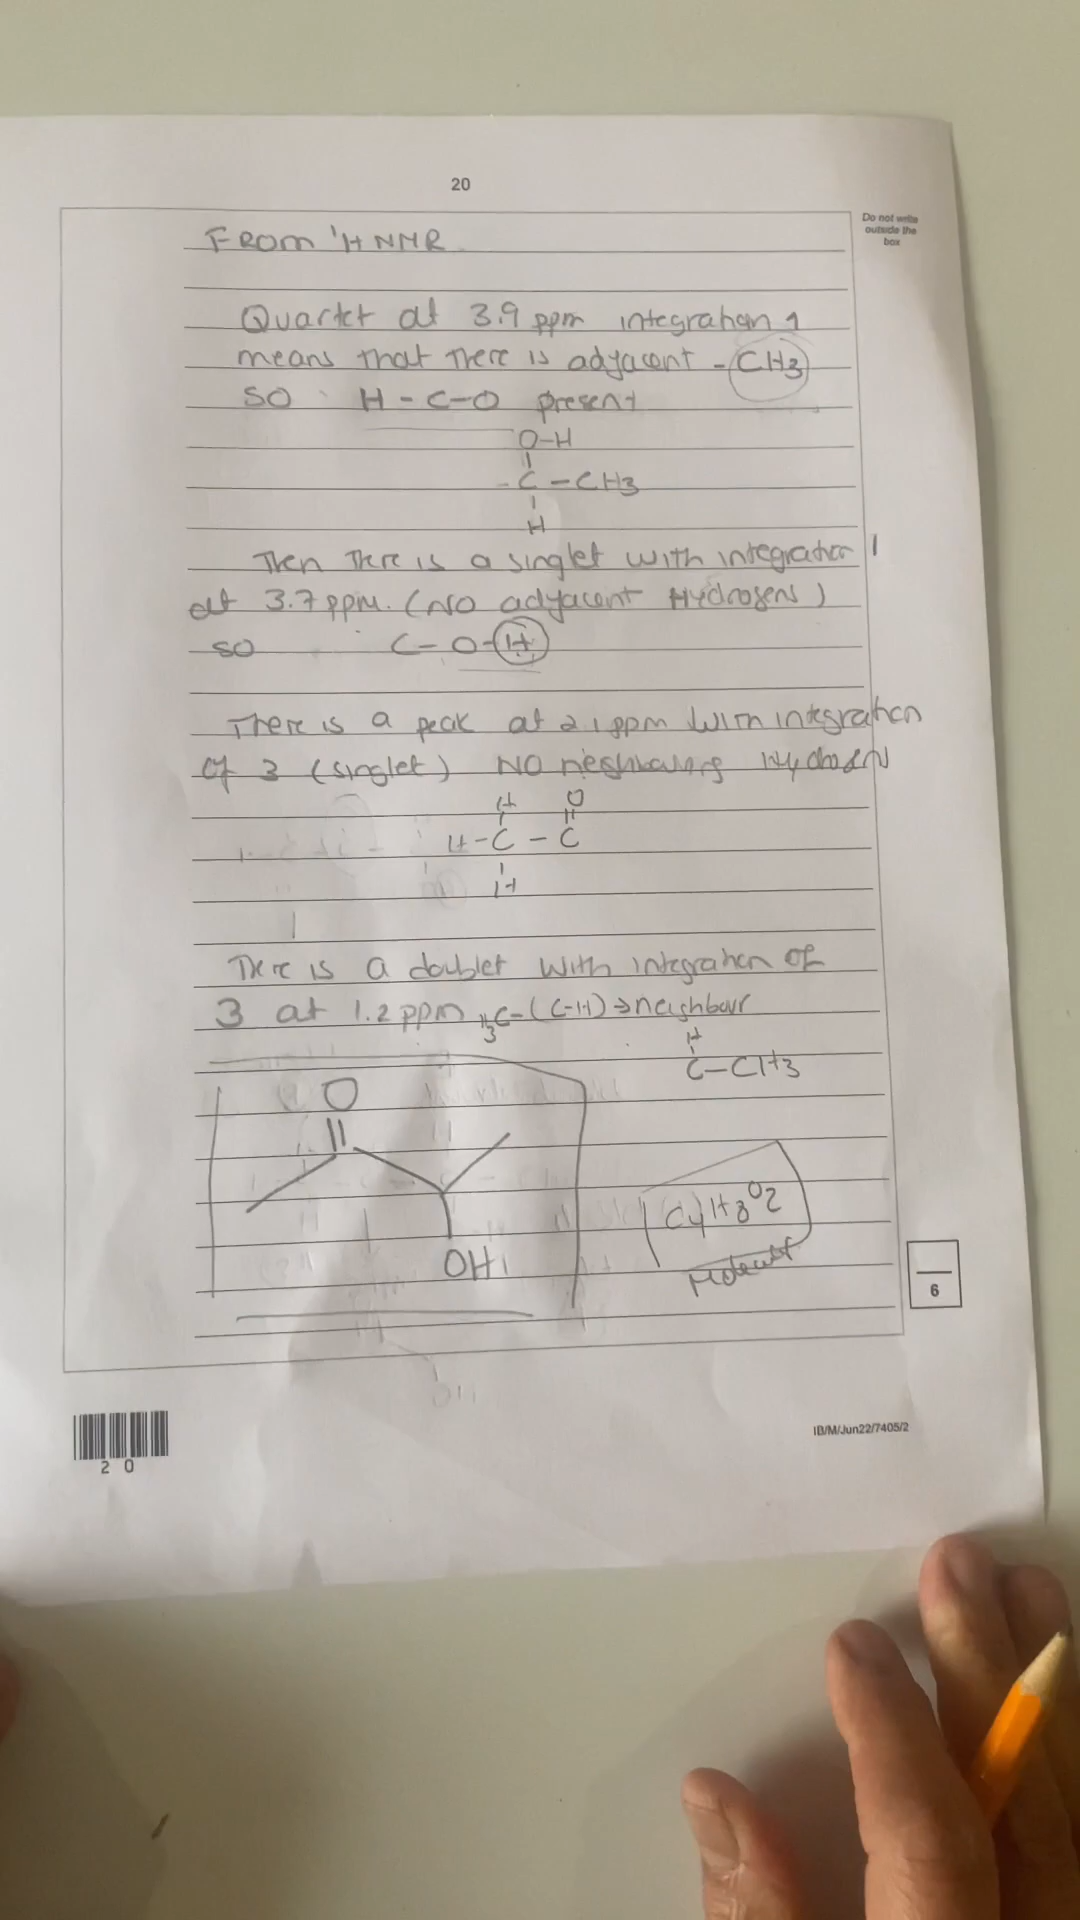 20
Do not write
outside the
box
FROM 'H NMR
Quartet at 3.9 ppm integration 1
means that there is adjacent - CH3
so H - C - O present
O-H
- C - CH3
H
Then there is a singlet with integration 1
at 3.7 ppm. (NO adjacent Hydrogens)
so C - O - H
There is a peak at 2.1 ppm with integration
of 3 (singlet) NO
H O
H - C - C
H
There is a doublet with integration of
3 at 1.2 ppm H3C - (C-H) → neighbour
H
C - CH3
O
OH
C4H8O2
6
IB/M/Jun22/7405/2
2 0